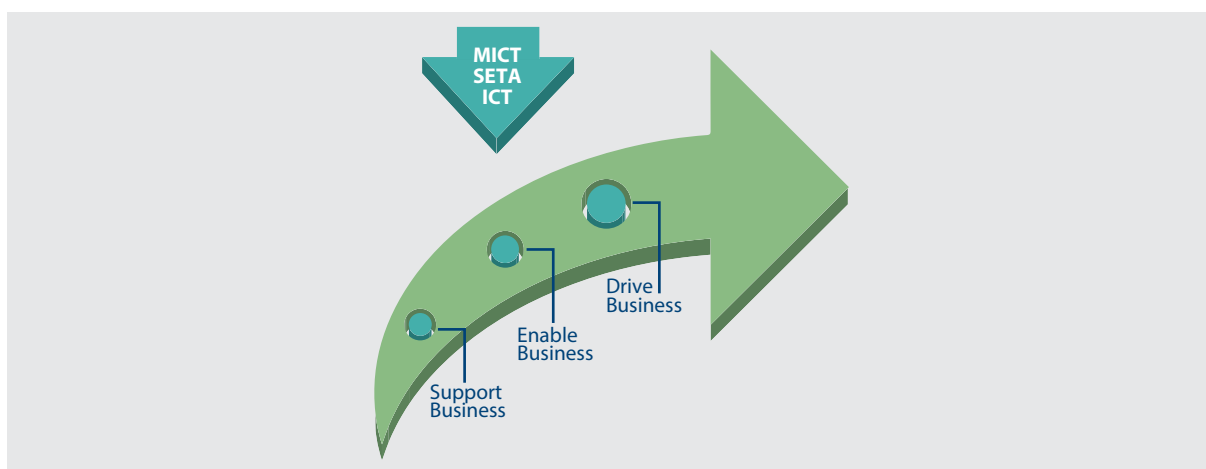 MICT
SETA
ICT
Drive
Business
Enable
Business
Support
Business